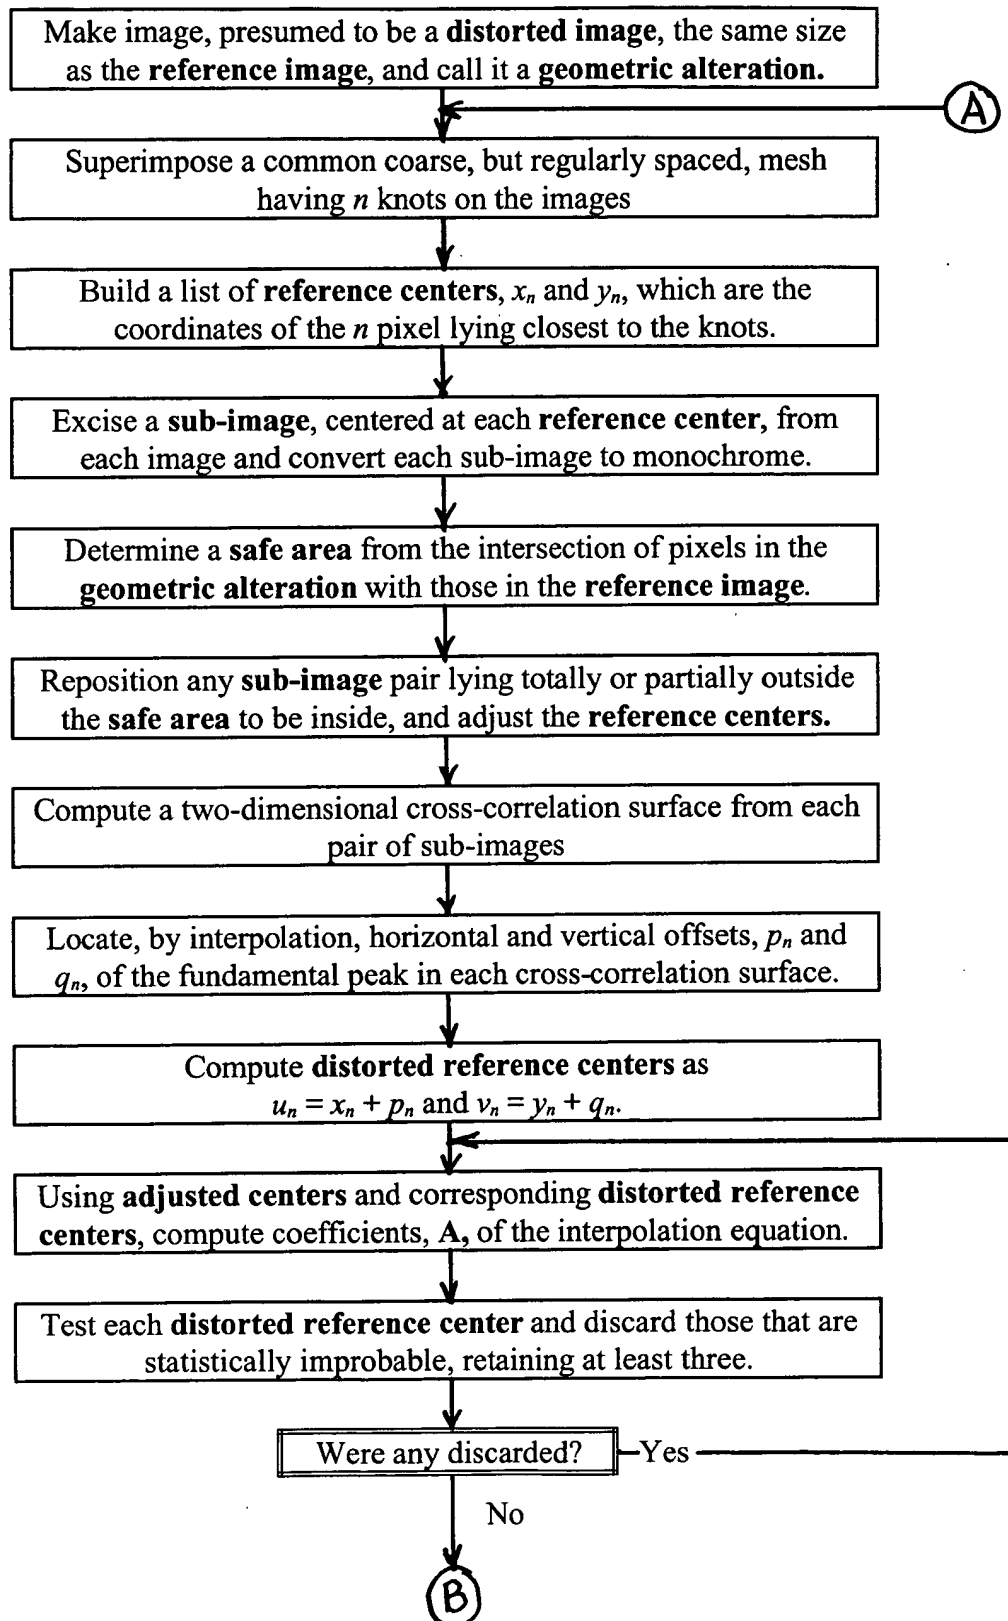 Make image, presumed to be a distorted image, the same size
as the reference image, and call it a geometric alteration.
A
Superimpose a common coarse, but regularly spaced, mesh
having n knots on the images
Build a list of reference centers, xₙ and yₙ, which are the
coordinates of the n pixel lying closest to the knots.
Excise a sub-image, centered at each reference center, from
each image and convert each sub-image to monochrome.
Determine a safe area from the intersection of pixels in the
geometric alteration with those in the reference image.
Reposition any sub-image pair lying totally or partially outside
the safe area to be inside, and adjust the reference centers.
Compute a two-dimensional cross-correlation surface from each
pair of sub-images
Locate, by interpolation, horizontal and vertical offsets, pₙ and
qₙ, of the fundamental peak in each cross-correlation surface.
Compute distorted reference centers as
uₙ = xₙ + pₙ and vₙ = yₙ + qₙ.
Using adjusted centers and corresponding distorted reference
centers, compute coefficients, A, of the interpolation equation.
Test each distorted reference center and discard those that are
statistically improbable, retaining at least three.
Were any discarded? Yes
No
B